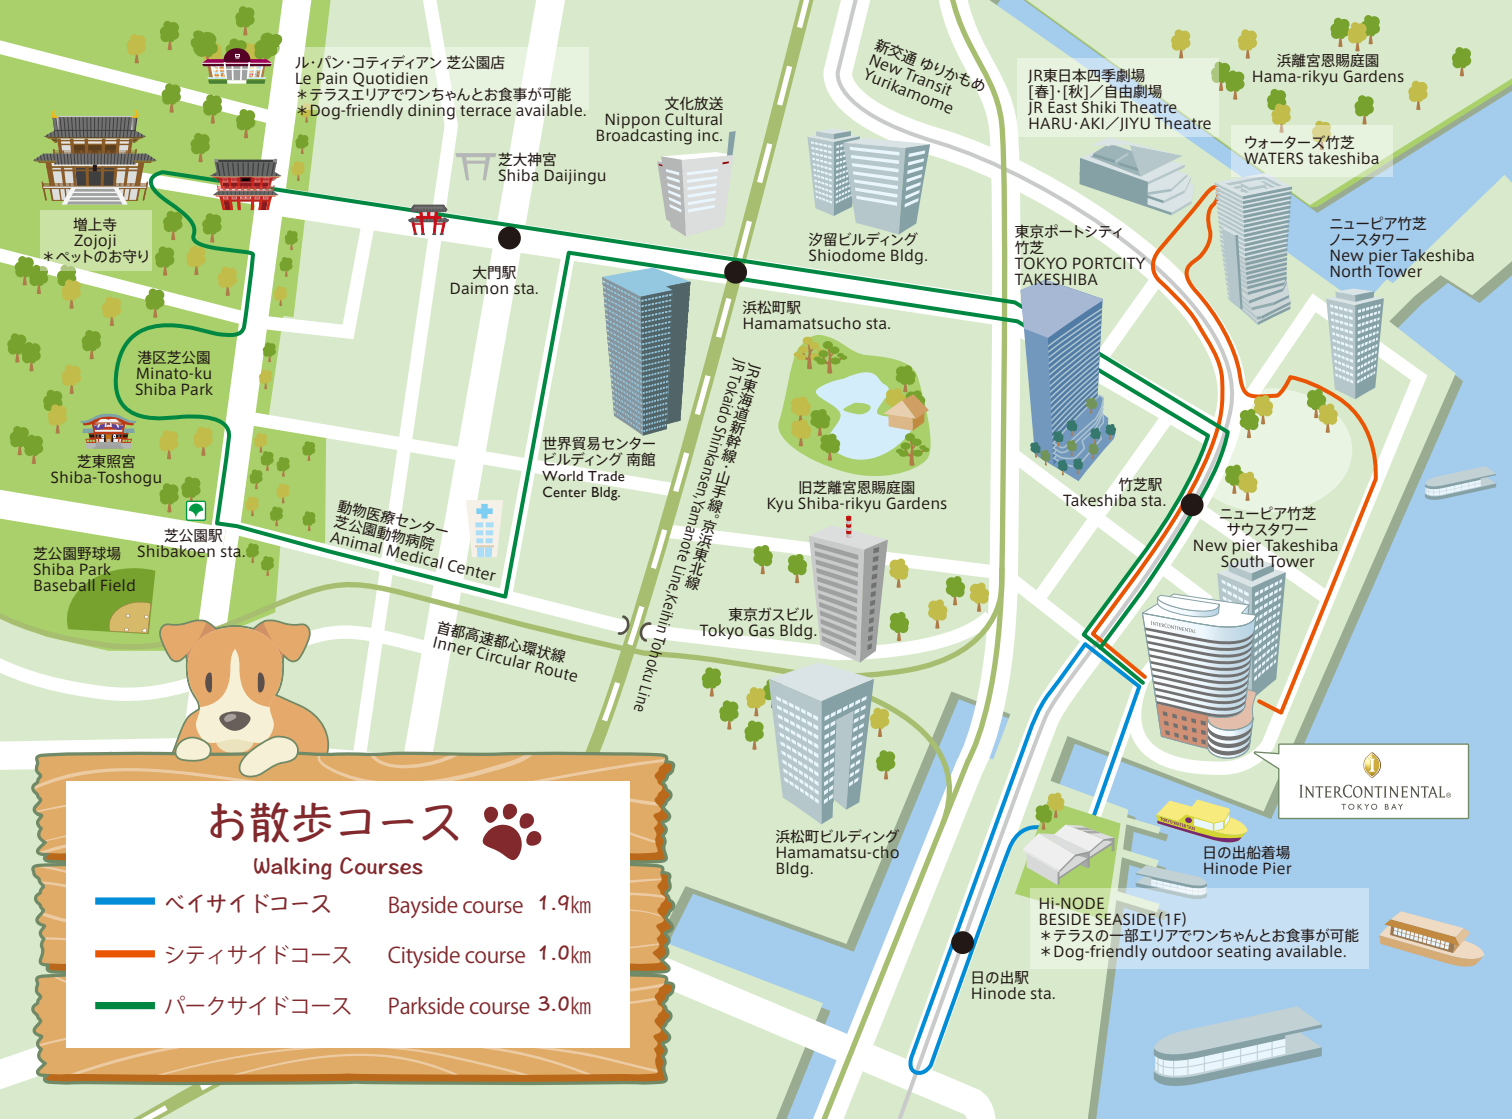 ル・パン・コティディアン 芝公園店
Le Pain Quotidien
＊テラスエリアでワンちゃんとお食事が可能
＊Dog-friendly dining terrace available.
文化放送
Nippon Cultural
Broadcasting inc.
新交通 ゆりかもめ
New Transit
Yurikamome
JR東日本四季劇場
[春]・[秋]／自由劇場
JR East Shiki Theatre
HARU・AKI／JIYU Theatre
浜離宮恩賜庭園
Hama-rikyu Gardens
ウォーターズ竹芝
WATERS takeshiba
芝大神宮
Shiba Daijingu
増上寺
Zojoji
＊ペットのお守り
大門駅
Daimon sta.
汐留ビルディング
Shiodome Bldg.
東京ポートシティ
竹芝
TOKYO PORTCITY
TAKESHIBA
ニューピア竹芝
ノースタワー
New pier Takeshiba
North Tower
浜松町駅
Hamamatsucho sta.
港区芝公園
Minato-ku
Shiba Park
JR東海道新幹線・山手線。京浜東北線
JR Tokaido Shinkansen,Yamanote Line,Keihin Tohoku Line
世界貿易センター
ビルディング 南館
World Trade
Center Bldg.
芝東照宮
Shiba-Toshogu
旧芝離宮恩賜庭園
Kyu Shiba-rikyu Gardens
竹芝駅
Takeshiba sta.
ニューピア竹芝
サウスタワー
New pier Takeshiba
South Tower
芝公園駅
Shibakoen sta.
動物医療センター
芝公園動物病院
Animal Medical Center
芝公園野球場
Shiba Park
Baseball Field
東京ガスビル
Tokyo Gas Bldg.
首都高速都心環状線
Inner Circular Route
INTERCONTINENTAL
INTERCONTINENTAL®
TOKYO BAY
浜松町ビルディング
Hamamatsu-cho
Bldg.
日の出船着場
Hinode Pier
Hi-NODE
BESIDE SEASIDE(1F)
＊テラスの一部エリアでワンちゃんとお食事が可能
＊Dog-friendly outdoor seating available.
日の出駅
Hinode sta.
お散歩コース
Walking Courses
ベイサイドコース Bayside course 1.9km
シティサイドコース Cityside course 1.0km
パークサイドコース Parkside course 3.0km